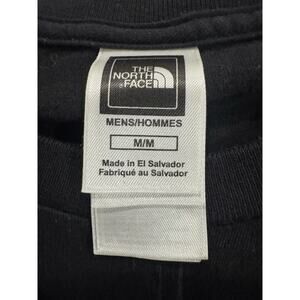 THE
NORTH
FACE
MENS/HOMMES
M/M
Made in El Salvador
Fabriqué au Salvador